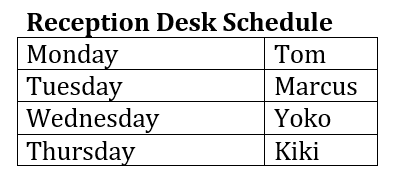 Reception Desk Schedule
Monday Tom
Tuesday Marcus
Wednesday Yoko
Thursday Kiki